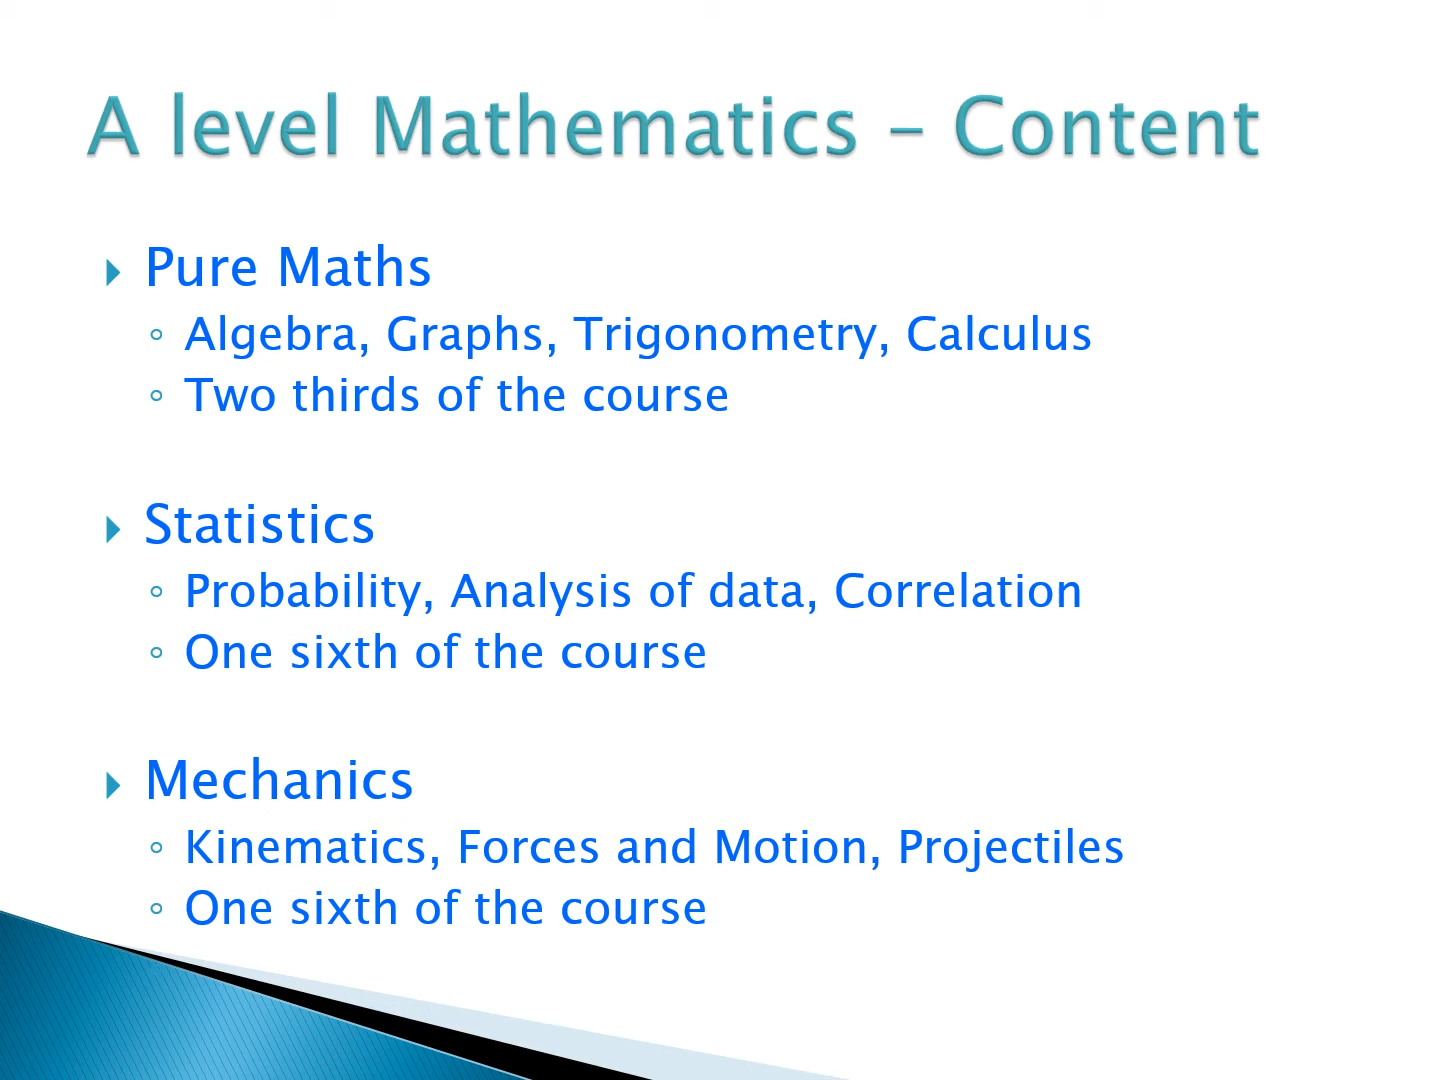 A level Mathematics – Content
Pure Maths
Algebra, Graphs, Trigonometry, Calculus
Two thirds of the course
Statistics
Probability, Analysis of data, Correlation
One sixth of the course
Mechanics
Kinematics, Forces and Motion, Projectiles
One sixth of the course